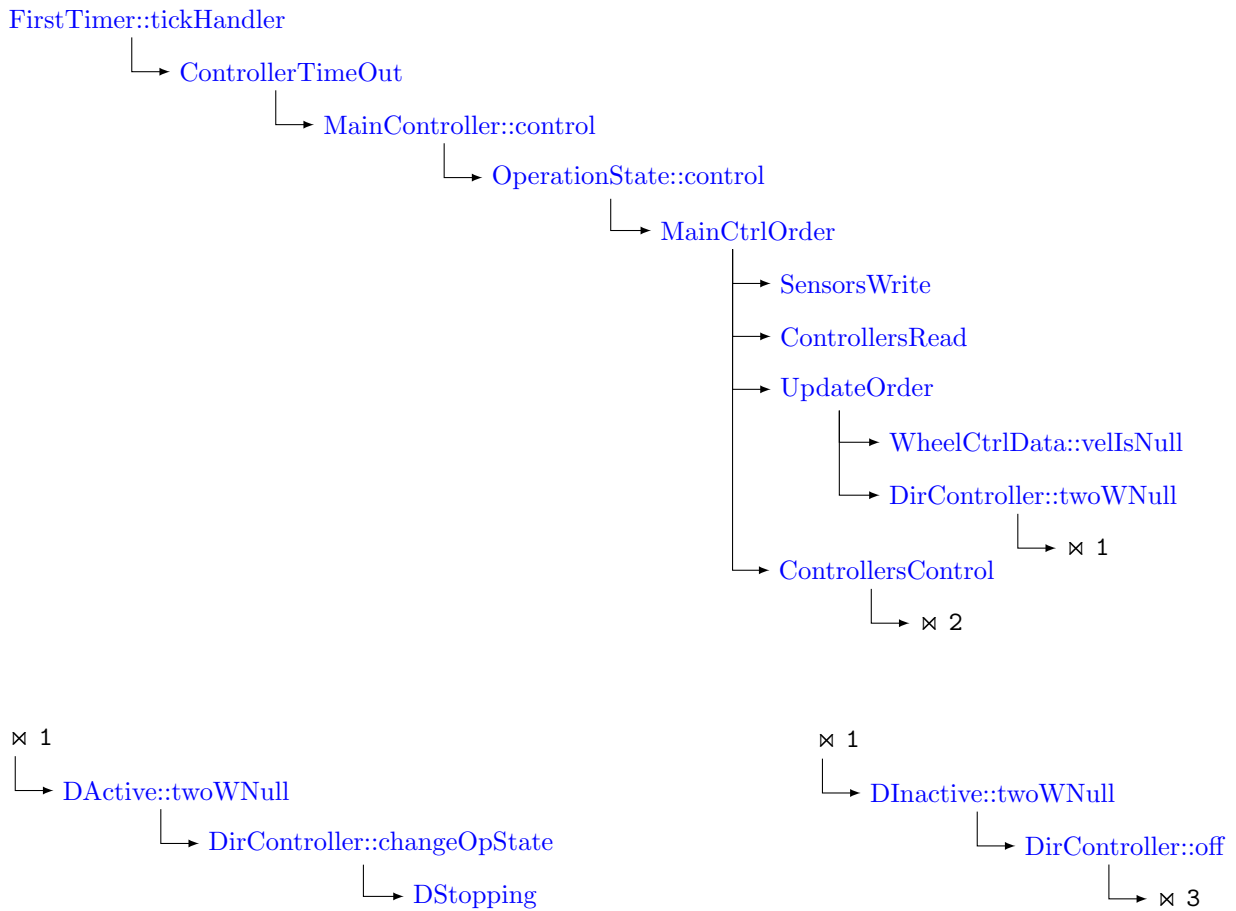 FirstTimer::tickHandler
ControllerTimeOut
MainController::control
OperationState::control
MainCtrlOrder
SensorsWrite
ControllersRead
UpdateOrder
WheelCtrlData::velIsNull
DirController::twoWNull
⋈ 1
ControllersControl
⋈ 2
⋈ 1
DActive::twoWNull
DirController::changeOpState
DStopping
⋈ 1
DInactive::twoWNull
DirController::off
⋈ 3